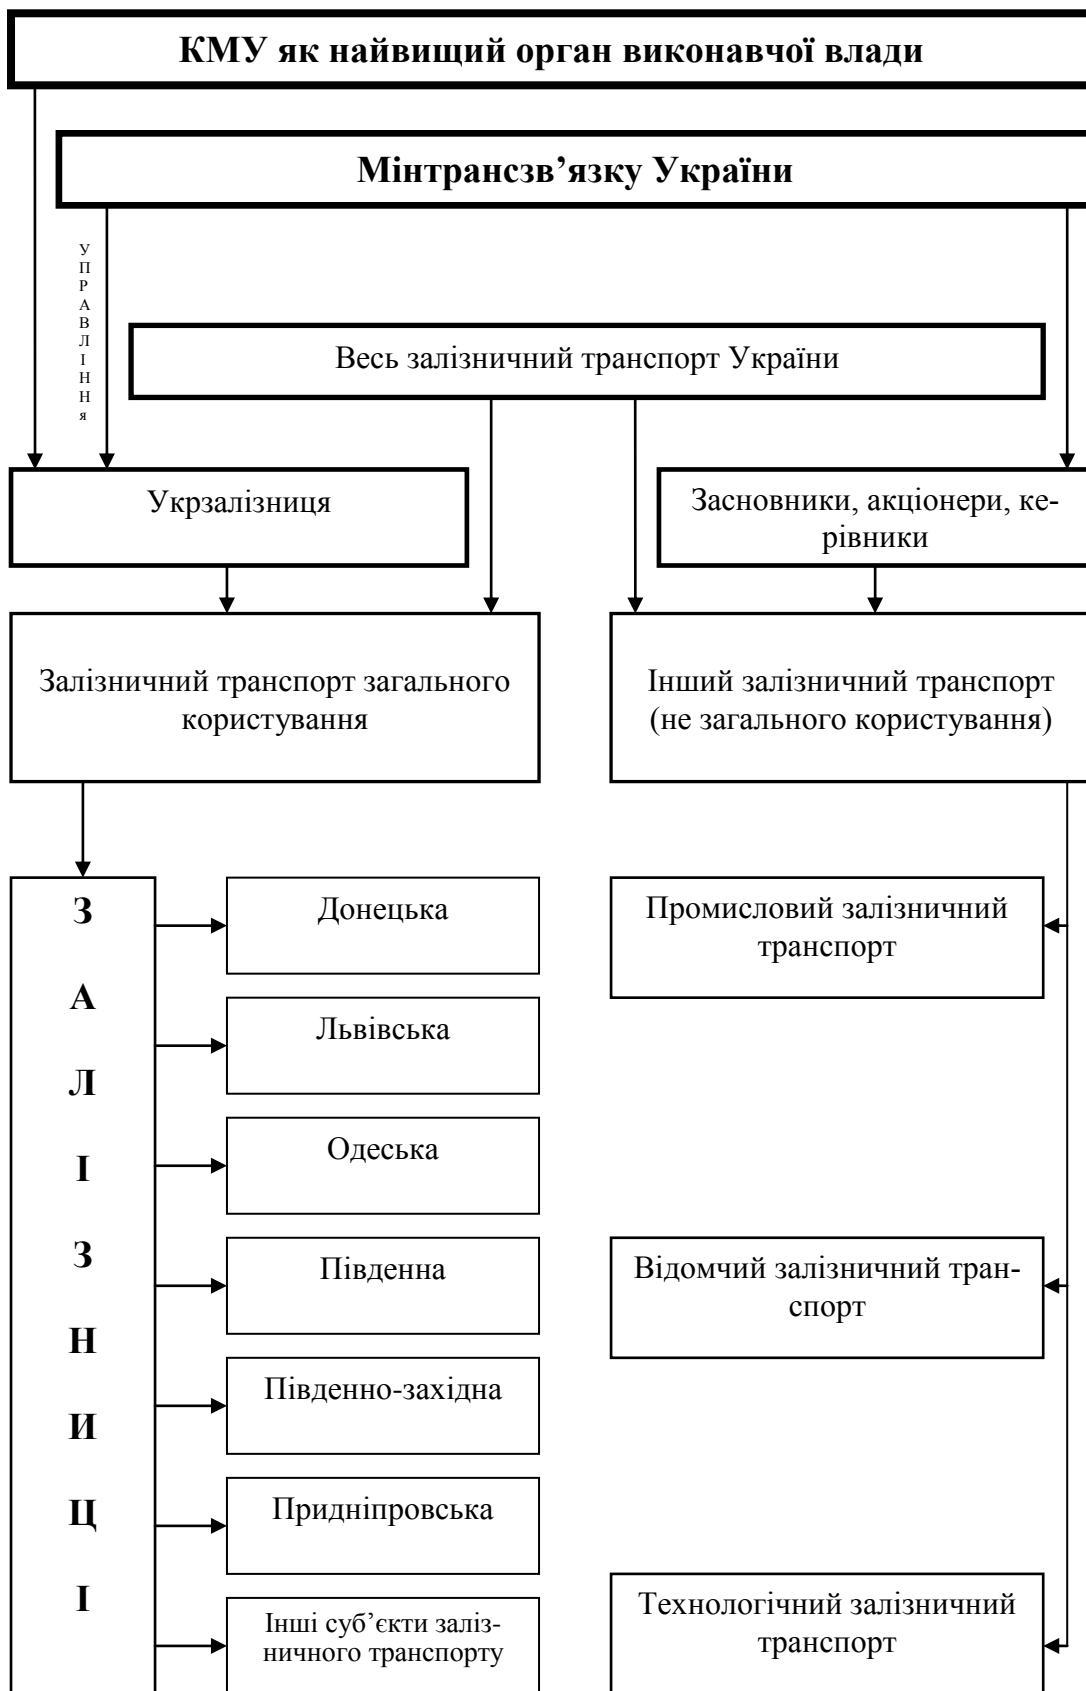 КМУ як найвищий орган виконавчої влади
Мінтрансзв’язку України
УПРАВЛІННя
Весь залізничний транспорт України
Укрзалізниця
Засновники, акціонери, ке-
рівники
Залізничний транспорт загального
користування
Інший залізничний транспорт
(не загального користування)
ЗАЛІЗНИЦІ
Донецька
Львівська
Одеська
Південна
Південно-західна
Придніпровська
Інші суб’єкти заліз-
ничного транспорту
Промисловий залізничний
транспорт
Відомчий залізничний тран-
спорт
Технологічний залізничний
транспорт